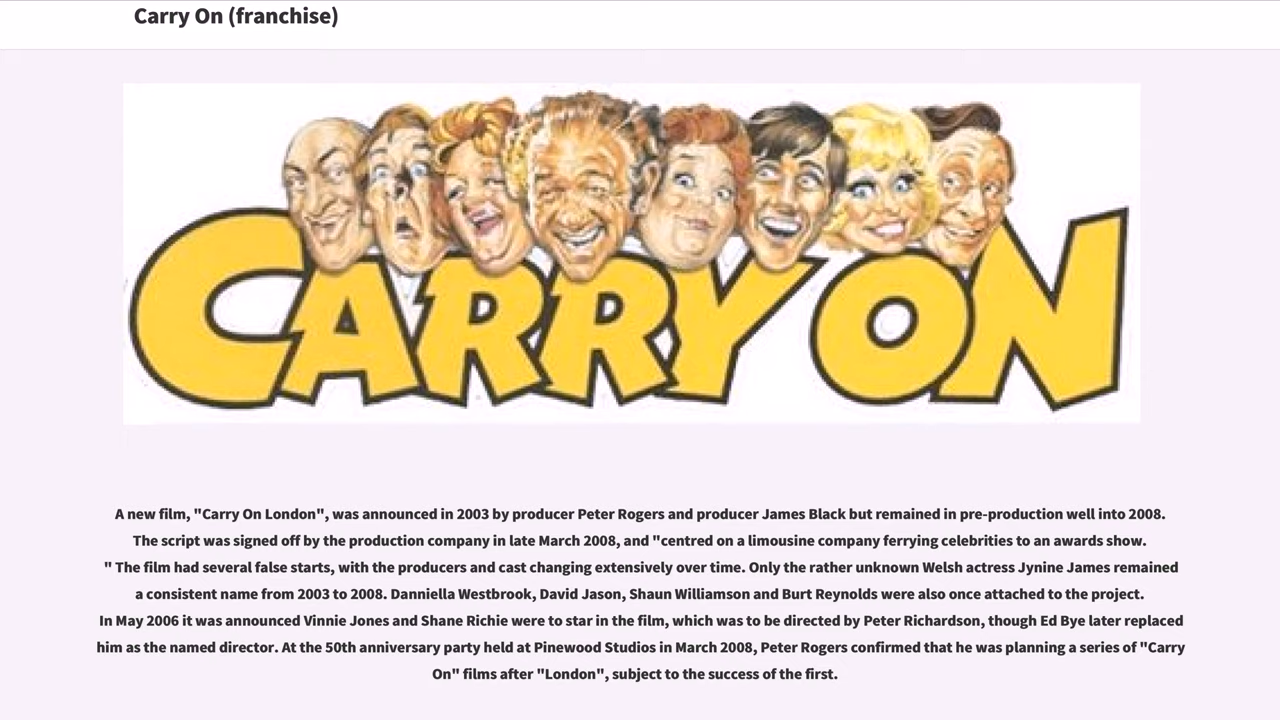 Carry On (franchise)
CARRY ON
A new film, "Carry On London", was announced in 2003 by producer Peter Rogers and producer James Black but remained in pre-production well into 2008.
The script was signed off by the production company in late March 2008, and "centred on a limousine company ferrying celebrities to an awards show.
" The film had several false starts, with the producers and cast changing extensively over time. Only the rather unknown Welsh actress Jynine James remained
a consistent name from 2003 to 2008. Danniella Westbrook, David Jason, Shaun Williamson and Burt Reynolds were also once attached to the project.
In May 2006 it was announced Vinnie Jones and Shane Richie were to star in the film, which was to be directed by Peter Richardson, though Ed Bye later replaced
him as the named director. At the 50th anniversary party held at Pinewood Studios in March 2008, Peter Rogers confirmed that he was planning a series of "Carry
On" films after "London", subject to the success of the first.